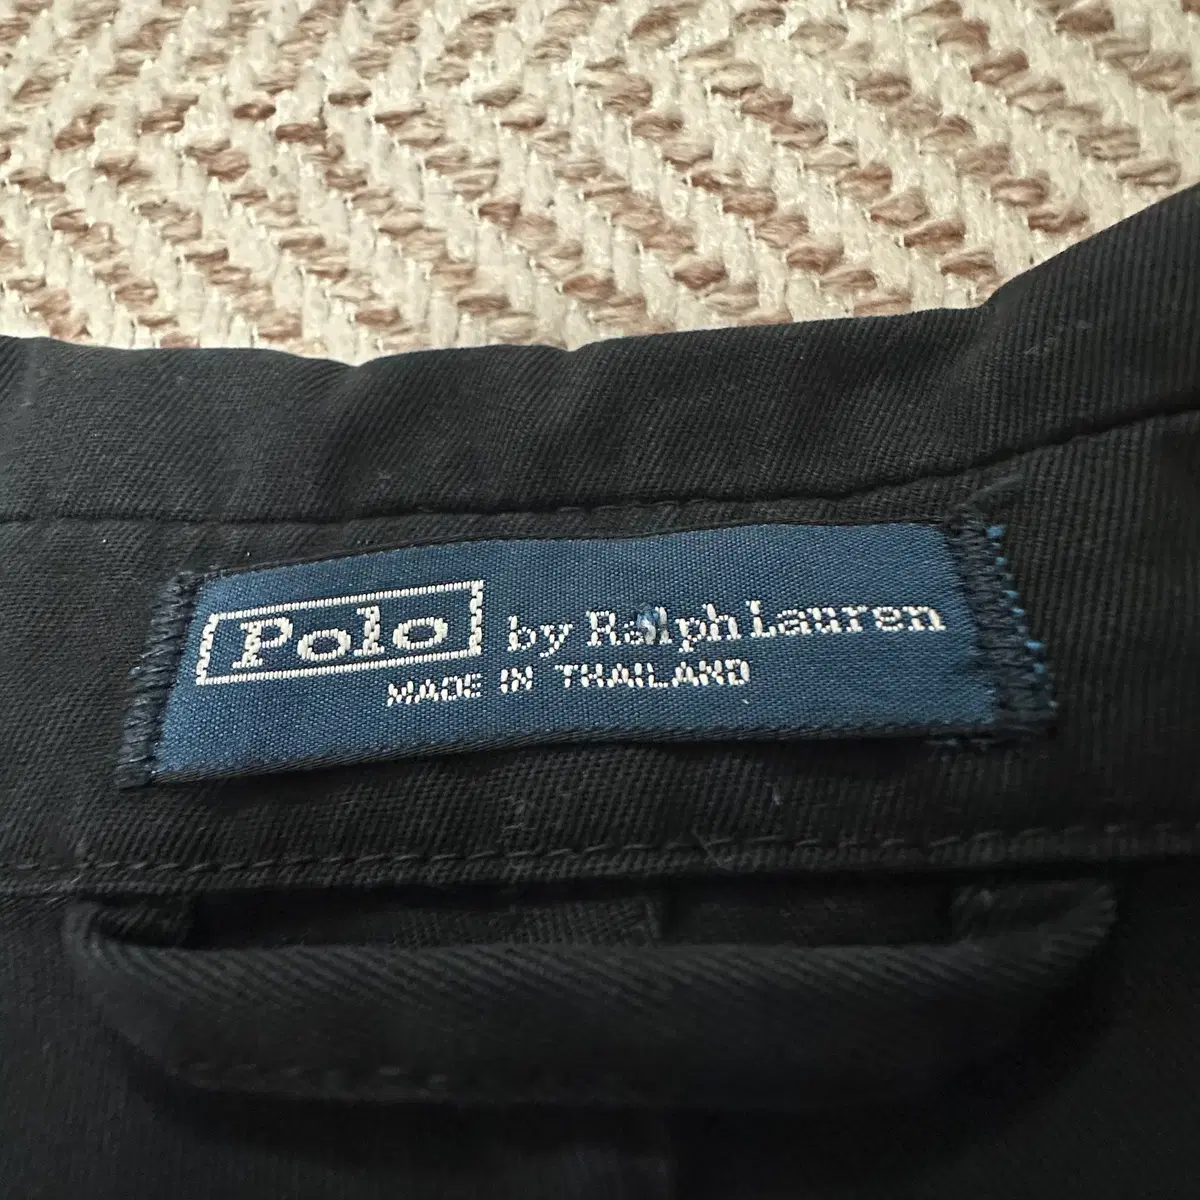 Polo by Ralph Lauren
MADE IN THAILAND